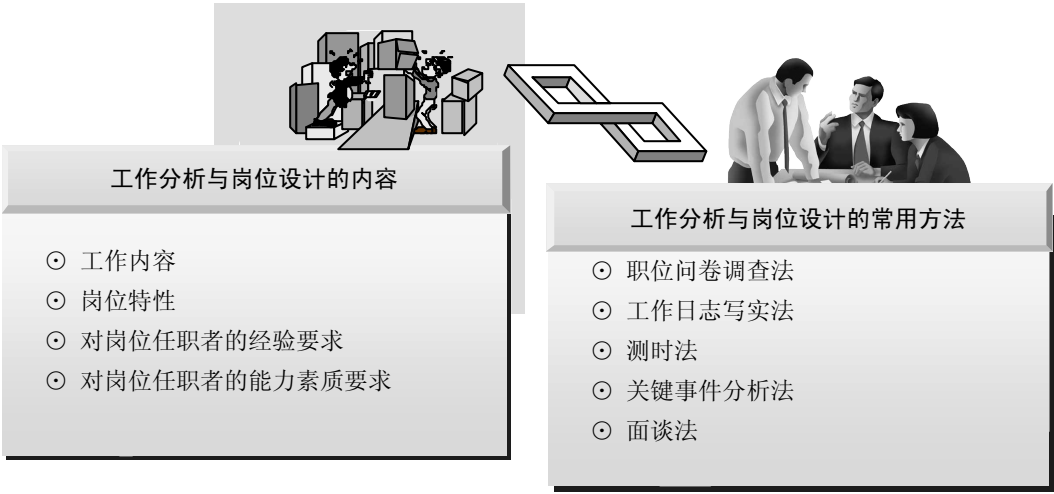 工作分析与岗位设计的内容
⊙ 工作内容
⊙ 岗位特性
⊙ 对岗位任职者的经验要求
⊙ 对岗位任职者的能力素质要求
工作分析与岗位设计的常用方法
⊙ 职位问卷调查法
⊙ 工作日志写实法
⊙ 测时法
⊙ 关键事件分析法
⊙ 面谈法